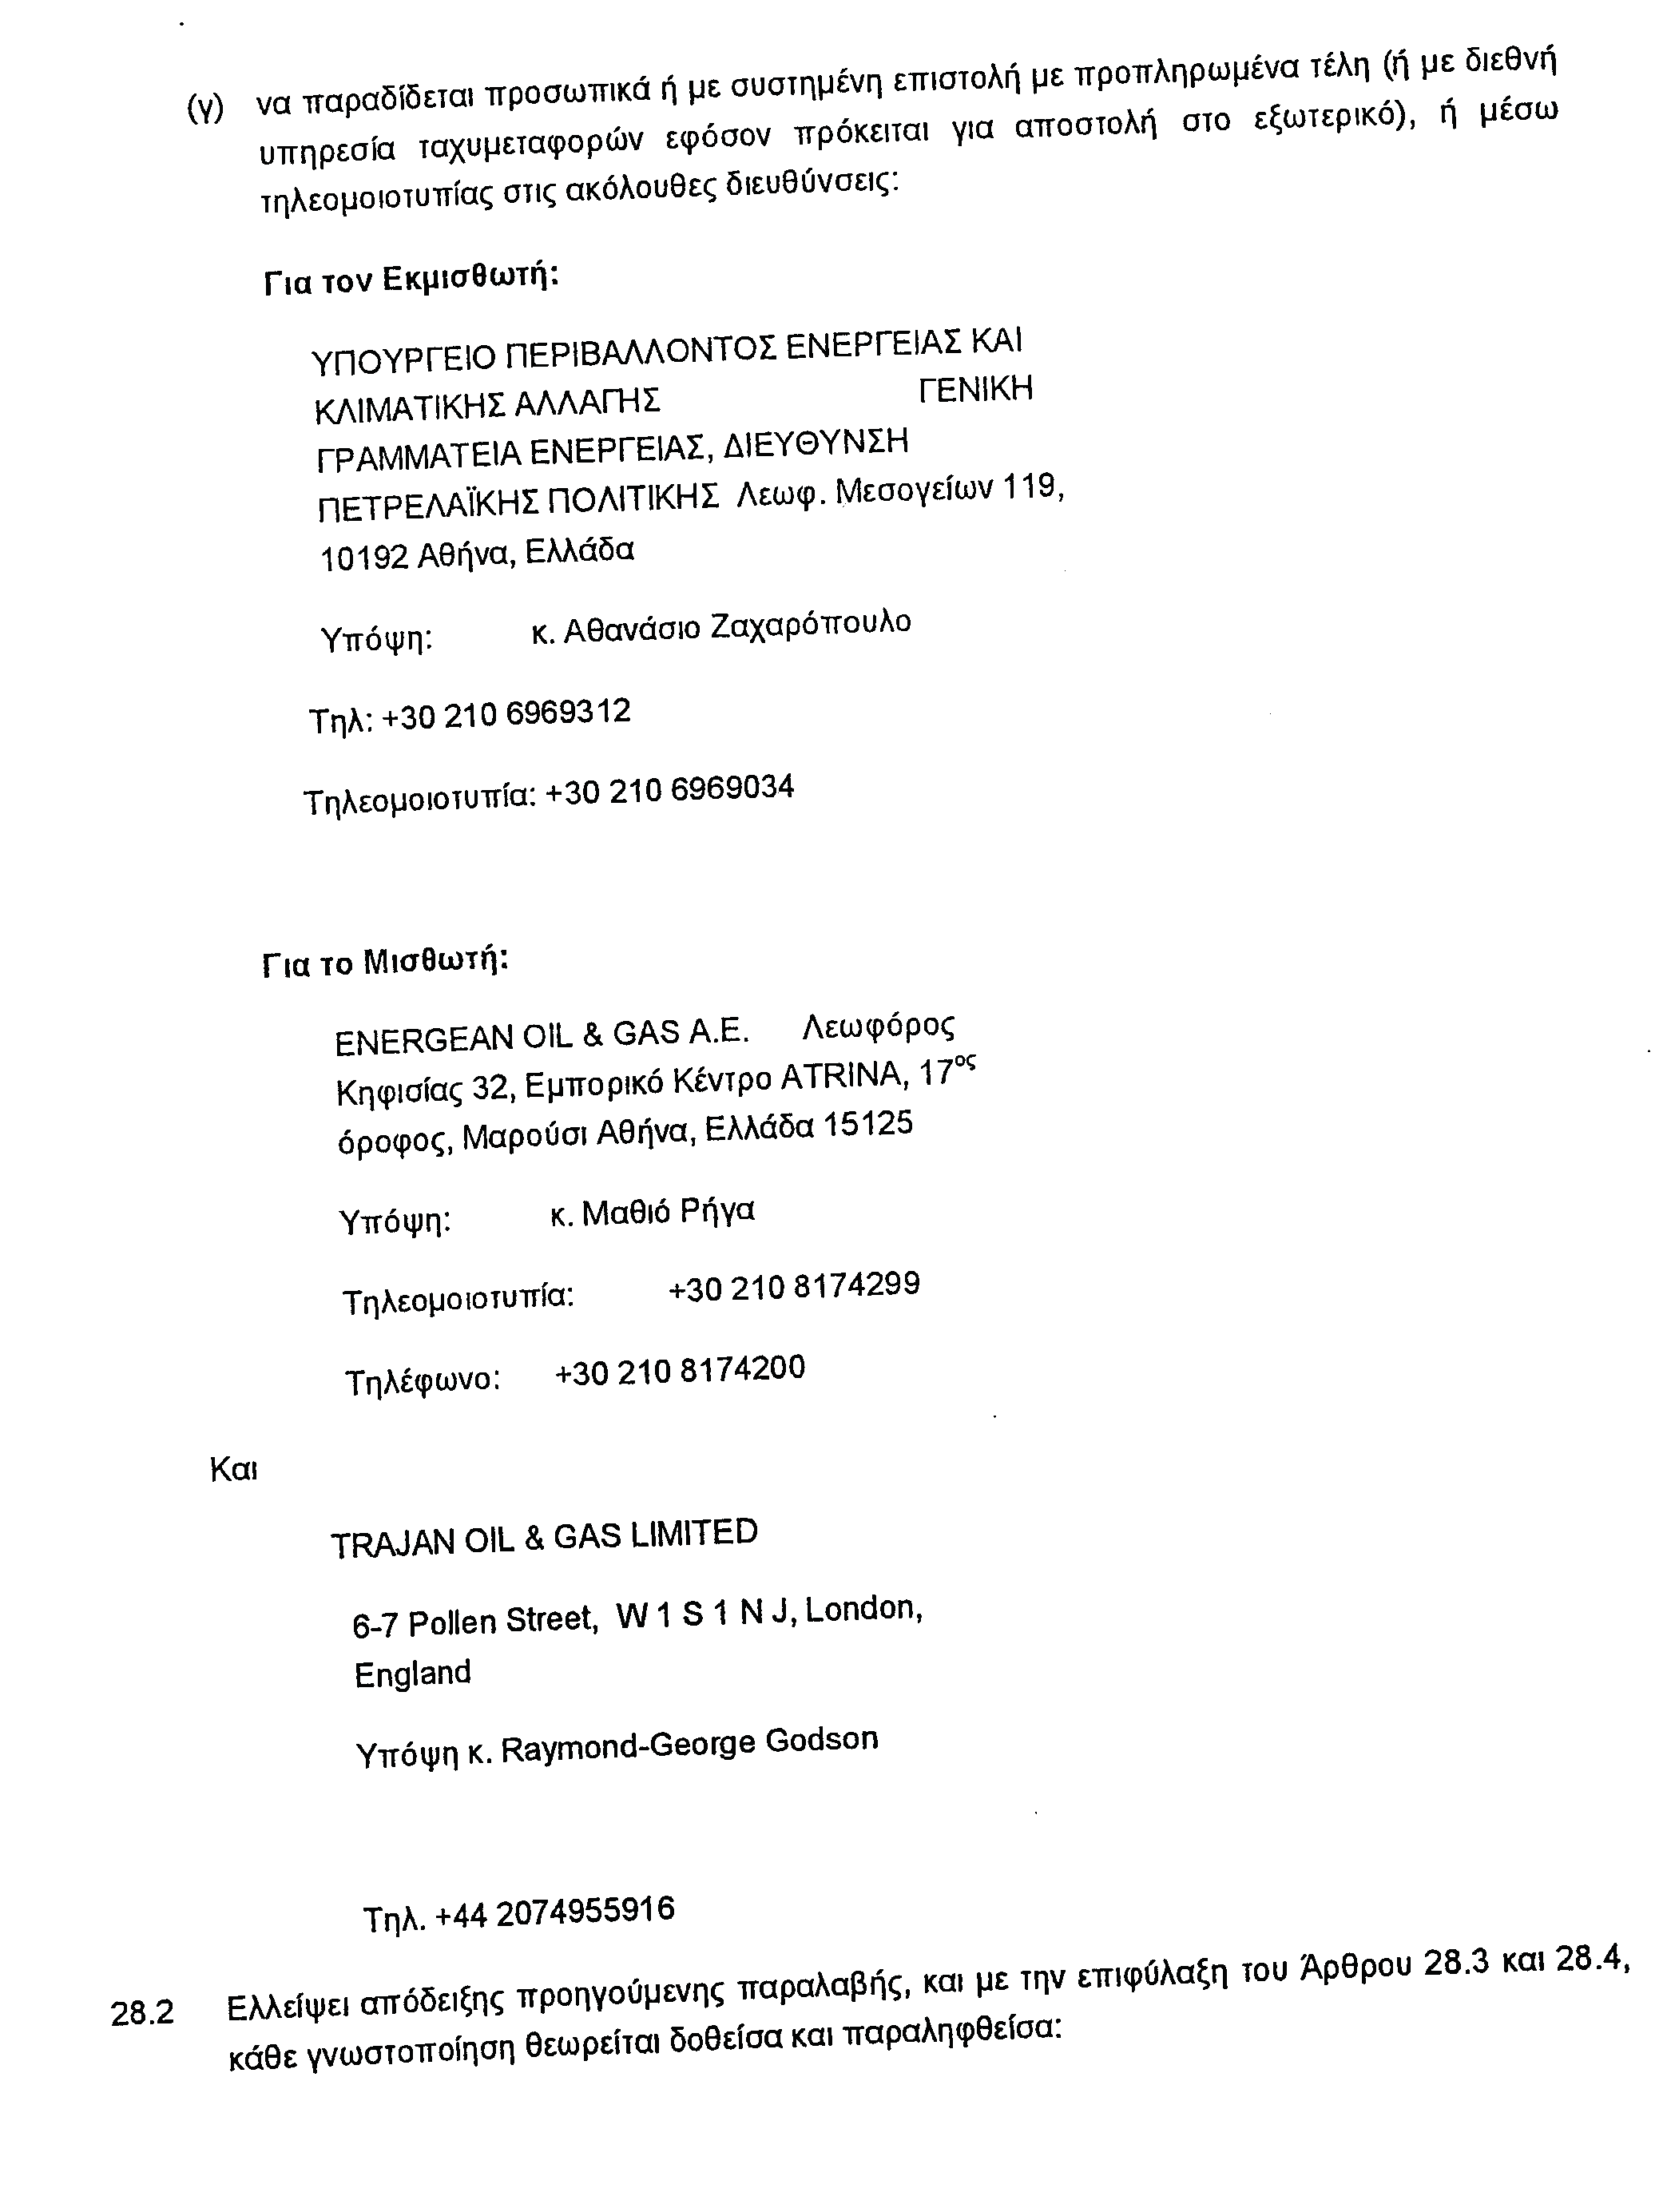 (γ) να παραδίδεται προσωπικά ή με συστημένη επιστολή με προπληρωμένα τέλη (ή με διεθνή
υπηρεσία ταχυμεταφορών εφόσον πρόκειται για αποστολή στο εξωτερικό), ή μέσω
τηλεομοιοτυπίας στις ακόλουθες διευθύνσεις:
Για τον Εκμισθωτή:
ΥΠΟΥΡΓΕΙΟ ΠΕΡΙΒΑΛΛΟΝΤΟΣ ΕΝΕΡΓΕΙΑΣ ΚΑΙ
ΚΛΙΜΑΤΙΚΗΣ ΑΛΛΑΓΗΣ ΓΕΝΙΚΗ
ΓΡΑΜΜΑΤΕΙΑ ΕΝΕΡΓΕΙΑΣ, ΔΙΕΥΘΥΝΣΗ
ΠΕΤΡΕΛΑΪΚΗΣ ΠΟΛΙΤΙΚΗΣ Λεωφ. Μεσογείων 119,
10192 Αθήνα, Ελλάδα
Υπόψη: κ. Αθανάσιο Ζαχαρόπουλο
Τηλ: +30 210 6969312
Τηλεομοιοτυπία: +30 210 6969034
Για το Μισθωτή:
ENERGEAN OIL & GAS A.E. Λεωφόρος
Κηφισίας 32, Εμπορικό Κέντρο ATRINA, 17ος
όροφος, Μαρούσι Αθήνα, Ελλάδα 15125
Υπόψη: κ. Μαθιό Ρήγα
Τηλεομοιοτυπία: +30 210 8174299
Τηλέφωνο: +30 210 8174200
Και
TRAJAN OIL & GAS LIMITED
6-7 Pollen Street, W 1 S 1 N J, London,
England
Υπόψη κ. Raymond-George Godson
Τηλ. +44 2074955916
28.2 Ελλείψει απόδειξης προηγούμενης παραλαβής, και με την επιφύλαξη του Άρθρου 28.3 και 28.4,
κάθε γνωστοποίηση θεωρείται δοθείσα και παραληφθείσα: